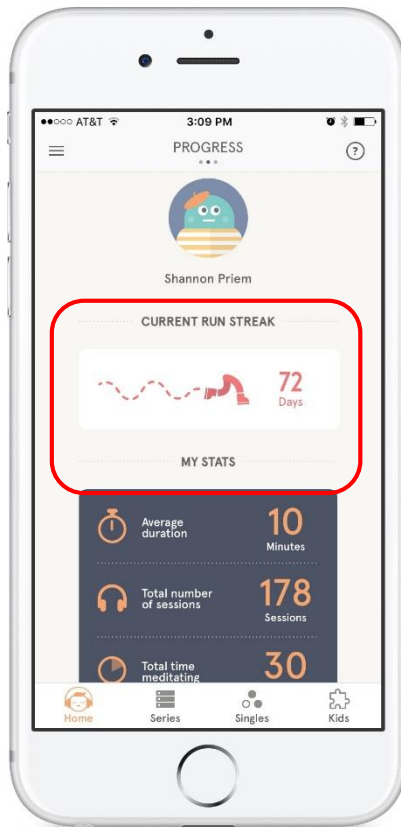 ●●○○○ AT&T 3:09 PM
PROGRESS
?
Shannon Priem
CURRENT RUN STREAK
72
Days
MY STATS
Average
duration
10
Minutes
Total number
of sessions
178
Sessions
Total time
meditating
30
Home Series Singles Kids